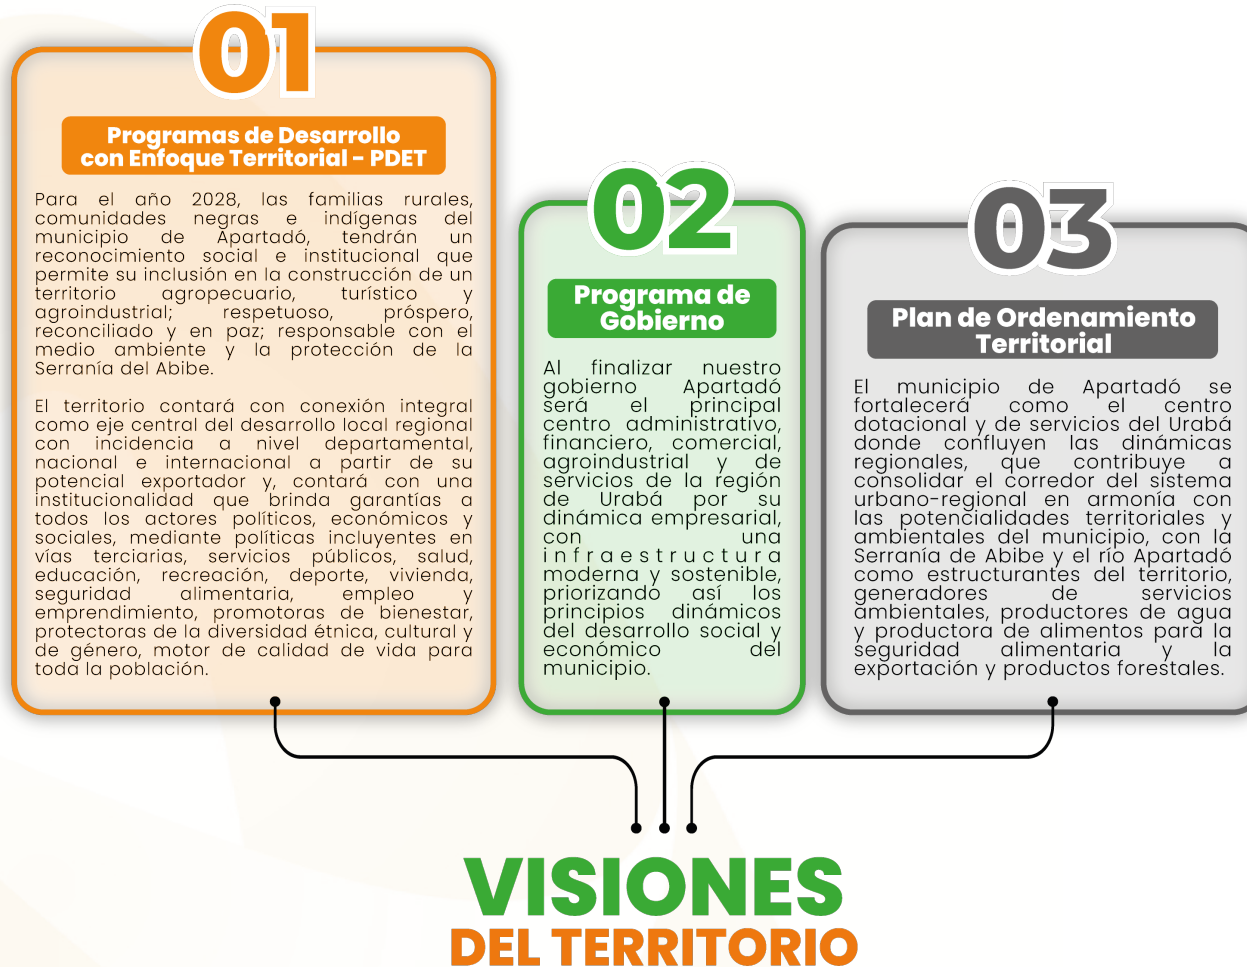 01
Programas de Desarrollo
con Enfoque Territorial - PDET
Para el año 2028, las familias rurales,
comunidades negras e indígenas del
municipio de Apartadó, tendrán un
reconocimiento social e institucional que
permite su inclusión en la construcción de un
territorio agropecuario, turístico y
agroindustrial; respetuoso, próspero,
reconciliado y en paz; responsable con el
medio ambiente y la protección de la
Serranía del Abibe.
El territorio contará con conexión integral
como eje central del desarrollo local regional
con incidencia a nivel departamental,
nacional e internacional a partir de su
potencial exportador y, contará con una
institucionalidad que brinda garantías a
todos los actores políticos, económicos y
sociales, mediante políticas incluyentes en
vías terciarias, servicios públicos, salud,
educación, recreación, deporte, vivienda,
seguridad alimentaria, empleo y
emprendimiento, promotoras de bienestar,
protectoras de la diversidad étnica, cultural y
de género, motor de calidad de vida para
toda la población.
02
Programa de
Gobierno
Al finalizar nuestro
gobierno Apartadó
será el principal
centro administrativo,
financiero, comercial,
agroindustrial y de
servicios de la región
de Urabá por su
dinámica empresarial,
con una
infraestructura
moderna y sostenible,
priorizando así los
principios dinámicos
del desarrollo social y
económico del
municipio.
03
Plan de Ordenamiento
Territorial
El municipio de Apartadó se
fortalecerá como el centro
dotacional y de servicios del Urabá
donde confluyen las dinámicas
regionales, que contribuye a
consolidar el corredor del sistema
urbano-regional en armonía con
las potencialidades territoriales y
ambientales del municipio, con la
Serranía de Abibe y el río Apartadó
como estructurantes del territorio,
generadores de servicios
ambientales, productores de agua
y productora de alimentos para la
seguridad alimentaria y la
exportación y productos forestales.
VISIONES
DEL TERRITORIO